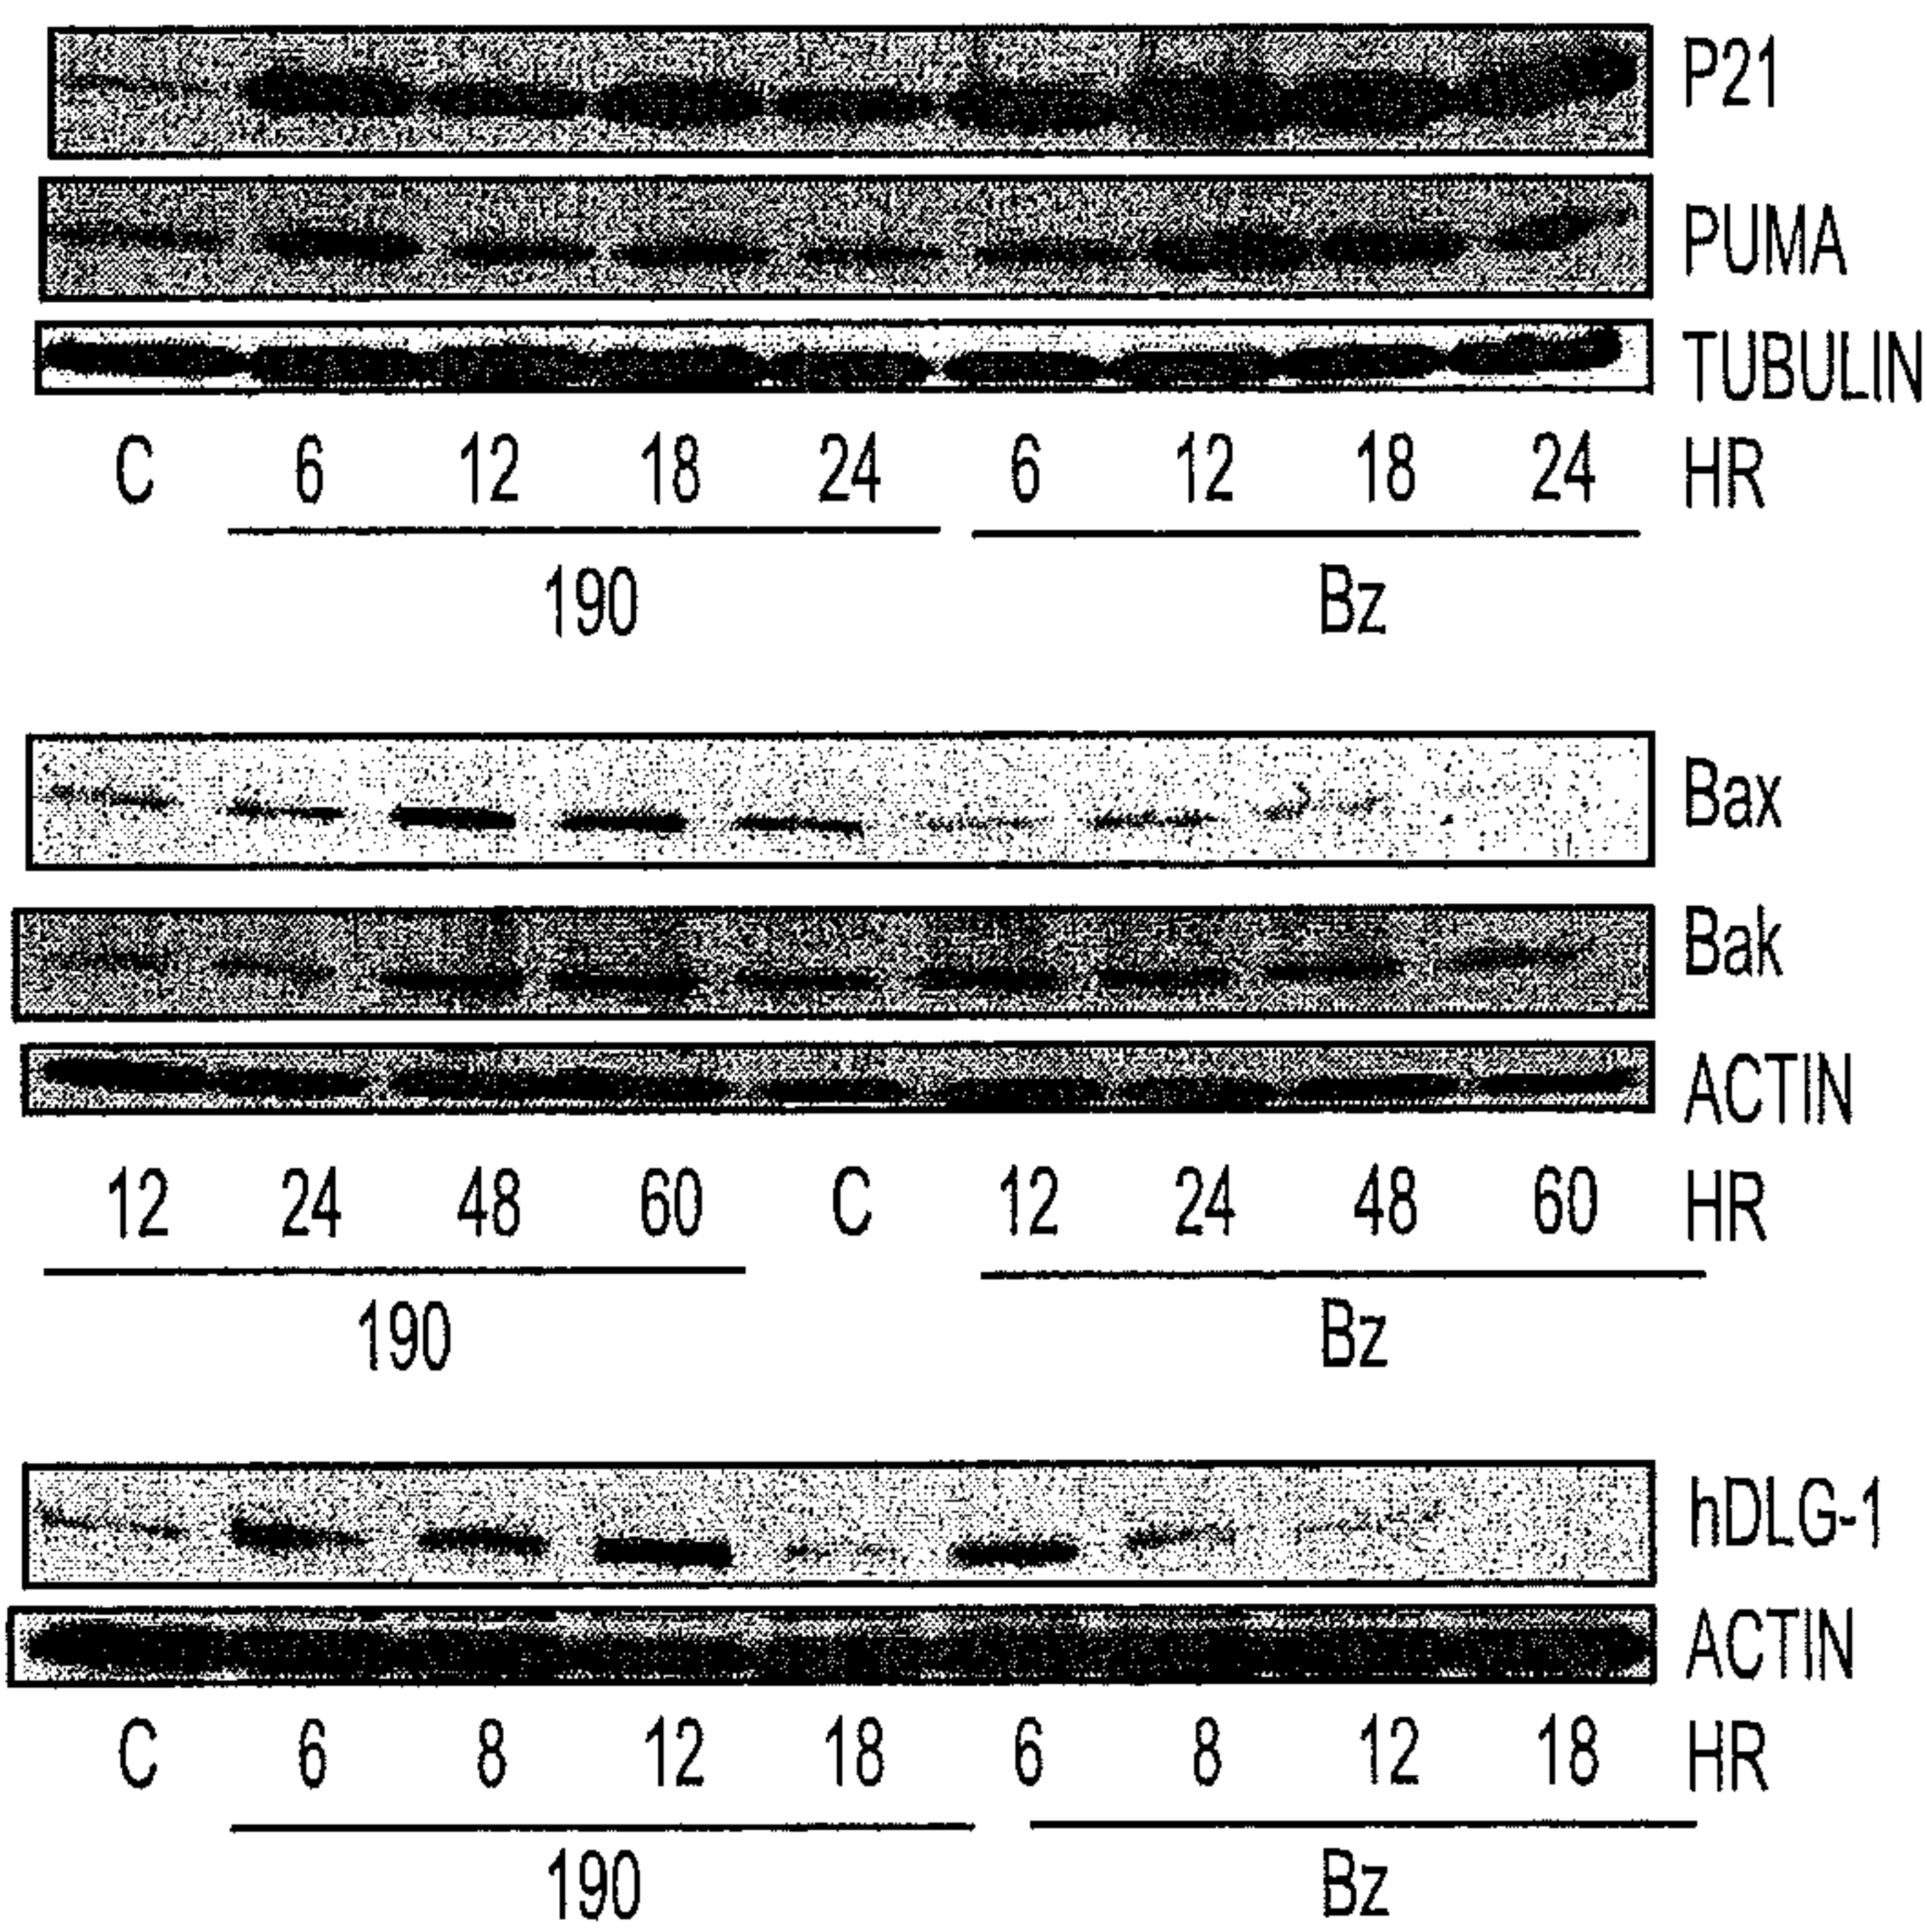 P21
PUMA
TUBULIN
C 6 12 18 24 6 12 18 24 HR
190 Bz
Bax
Bak
ACTIN
12 24 48 60 C 12 24 48 60 HR
190 Bz
hDLG-1
ACTIN
C 6 8 12 18 6 8 12 18 HR
190 Bz